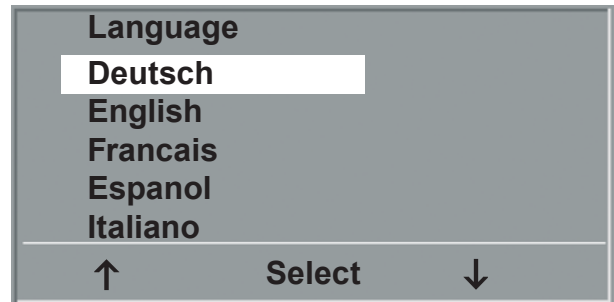 Language
Deutsch
English
Francais
Espanol
Italiano
↑ Select ↓